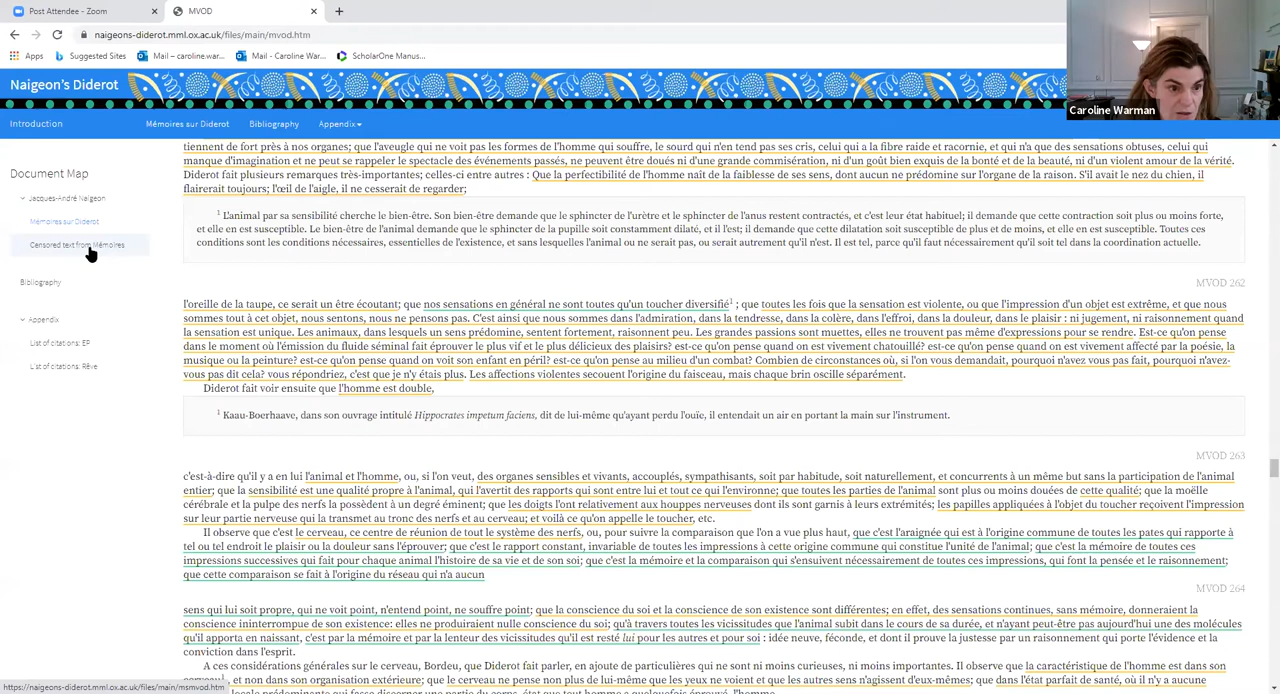 Post Attendee - Zoom
MVOD
naigeons-diderot.mml.ox.ac.uk/files/main/mvod.htm
Apps
Suggested Sites
Mail – caroline.war...
Mail - Caroline War...
ScholarOne Manus...
Naigeon's Diderot
Caroline Warman
Introduction
Mémoires sur Diderot
Bibliography
Appendix
Document Map
Jacques-André Naigeon
Mémoires sur Diderot
Censored text from Mémoires
Bibliography
Appendix
List of citations: EP
List of citations: Rêve
tiennent de fort près à nos organes; que l'aveugle qui ne voit pas les formes de l'homme qui souffre, le sourd qui n'en tend pas ses cris, celui qui a la fibre raide et racornie, et qui n'a que des sensations obtuses, celui qui
manque d'imagination et ne peut se rappeler le spectacle des événements passés, ne peuvent être doués ni d'une grande commisération, ni d'un goût bien exquis de la bonté et de la beauté, ni d'un violent amour de la vérité.
Diderot fait plusieurs remarques très-importantes; celles-ci entre autres : Que la perfectibilité de l'homme naît de la faiblesse de ses sens, dont aucun ne prédomine sur l'organe de la raison. S'il avait le nez du chien, il
flairerait toujours; l'œil de l'aigle, il ne cesserait de regarder;
1 L'animal par sa sensibilité cherche le bien-être. Son bien-être demande que le sphincter de l'urètre et le sphincter de l'anus restent contractés, et c'est leur état habituel; il demande que cette contraction soit plus ou moins forte,
et elle en est susceptible. Le bien-être de l'animal demande que le sphincter de la pupille soit constamment dilaté, et il l'est; il demande que cette dilatation soit susceptible de plus et de moins, et elle en est susceptible. Toutes ces
conditions sont les conditions nécessaires, essentielles de l'existence, et sans lesquelles l'animal ou ne serait pas, ou serait autrement qu'il n'est. Il est tel, parce qu'il faut nécessairement qu'il soit tel dans la coordination actuelle.
MVOD 262
l'oreille de la taupe, ce serait un être écoutant; que nos sensations en général ne sont toutes qu'un toucher diversifié1 ; que toutes les fois que la sensation est violente, ou que l'impression d'un objet est extrême, et que nous
sommes tout à cet objet, nous sentons, nous ne pensons pas. C'est ainsi que nous sommes dans l'admiration, dans la tendresse, dans la colère, dans l'effroi, dans la douleur, dans le plaisir : ni jugement, ni raisonnement quand
la sensation est unique. Les animaux, dans lesquels un sens prédomine, sentent fortement, raisonnent peu. Les grandes passions sont muettes, elles ne trouvent pas même d'expressions pour se rendre. Est-ce qu'on pense
dans le moment où l'émission du fluide séminal fait éprouver le plus vif et le plus délicieux des plaisirs? est-ce qu'on pense quand on est vivement chatouillé? est-ce qu'on pense quand on est vivement affecté par la poésie, la
musique ou la peinture? est-ce qu'on pense quand on voit son enfant en péril? est-ce qu'on pense au milieu d'un combat? Combien de circonstances où, si l'on vous demandait, pourquoi n'avez vous pas fait, pourquoi n'avez-
vous pas dit cela? vous répondriez, c'est que je n'y étais plus. Les affections violentes secouent l'origine du faisceau, mais chaque brin oscille séparément.
Diderot fait voir ensuite que l'homme est double,
1 Kaau-Boerhaave, dans son ouvrage intitulé Hippocrates impetum faciens, dit de lui-même qu'ayant perdu l'ouïe, il entendait un air en portant la main sur l'instrument.
MVOD 263
c'est-à-dire qu'il y a en lui l'animal et l'homme, ou, si l'on veut, des organes sensibles et vivants, accouplés, sympathisants, soit par habitude, soit naturellement, et concurrents à un même but sans la participation de l'animal
entier; que la sensibilité est une qualité propre à l'animal, qui l'avertit des rapports qui sont entre lui et tout ce qui l'environne; que toutes les parties de l'animal sont plus ou moins douées de cette qualité; que la moëlle
cérébrale et la pulpe des nerfs la possèdent à un degré éminent; que les doigts l'ont relativement aux houppes nerveuses dont ils sont garnis à leurs extrémités; que les papilles appliquées à l'objet du toucher reçoivent l'impression
sur leur partie nerveuse qui la transmet au tronc des nerfs et au cerveau; et voilà ce qu'on appelle le toucher, etc.
Il observe que c'est le cerveau, ce centre de réunion de tout le système des nerfs, ou, pour suivre la comparaison que l'on a vue plus haut, que c'est l'araignée qui est à l'origine commune de toutes les pates qui rapporte à
tel ou tel endroit le plaisir ou la douleur sans l'éprouver; que c'est le rapport constant, invariable de toutes les impressions à cette origine commune qui constitue l'unité de l'animal; que c'est la mémoire de toutes ces
impressions successives qui fait pour chaque animal l'histoire de sa vie et de son soi; que c'est la mémoire et la comparaison qui s'ensuivent nécessairement de toutes ces impressions, qui font la pensée et le raisonnement;
que cette comparaison se fait à l'origine du réseau qui n'a aucun
MVOD 264
sens qui lui soit propre, qui ne voit point, n'entend point, ne souffre point; que la conscience du soi et la conscience de son existence sont différentes; en effet, des sensations continues, sans mémoire, donneraient la
conscience ininterrompue de son existence: elles ne produiraient nulle conscience du soi; qu'à travers toutes les vicissitudes que l'animal subit dans le cours de sa durée, et n'ayant peut-être pas aujourd'hui une des molécules
qu'il apporta en naissant, c'est par la mémoire et par la lenteur des vicissitudes qu'il est resté lui pour les autres et pour soi : idée neuve, féconde, et dont il prouve la justesse par un raisonnement qui porte l'évidence et la
conviction dans l'esprit.
A ces considérations générales sur le cerveau, Bordeu, que Diderot fait parler, en ajoute de particulières qui ne sont ni moins curieuses, ni moins importantes. Il observe que la caractéristique de l'homme est dans son
cerveau1, et non dans son organisation extérieure; que le cerveau ne pense non plus de lui-même que les yeux ne voient et que les autres sens n'agissent d'eux-mêmes; que dans l'état parfait de santé, où il n'y a aucune
locale prédominante qui fasse discerner une partie du corps, état que tout homme a quelquefois éprouvé, l'homme
https://naigeons-diderot.mml.ox.ac.uk/files/main/msmvod.htm